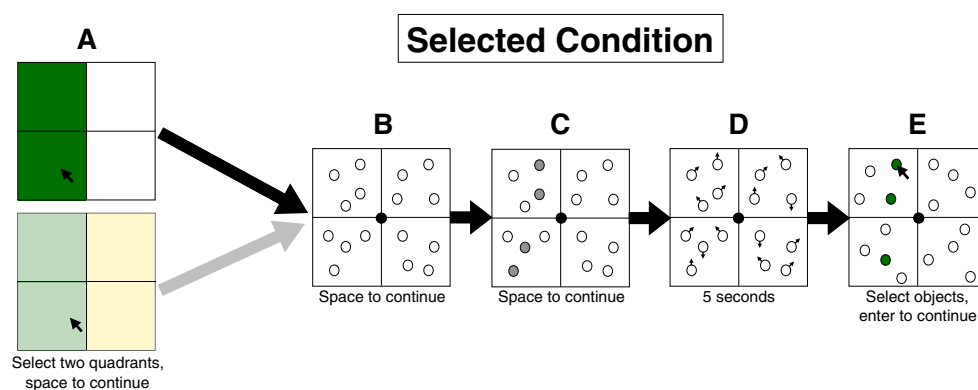 Selected Condition
A
B
C
D
E
Space to continue
Space to continue
5 seconds
Select objects,
enter to continue
Select two quadrants,
space to continue